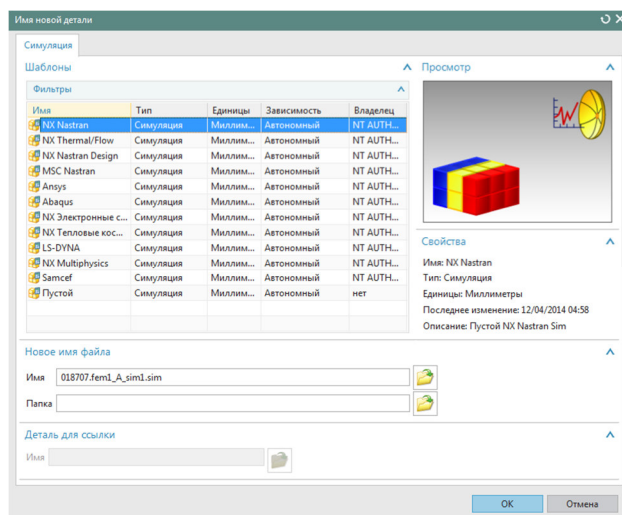 Имя новой детали
Симуляция
Шаблоны
Фильтры
Имя Тип Единицы Зависимость Владелец
NX Nastran Симуляция Миллим... Автономный NT AUTH...
NX Thermal/Flow Симуляция Миллим... Автономный NT AUTH...
NX Nastran Design Симуляция Миллим... Автономный NT AUTH...
MSC Nastran Симуляция Миллим... Автономный NT AUTH...
Ansys Симуляция Миллим... Автономный NT AUTH...
Abaqus Симуляция Миллим... Автономный NT AUTH...
NX Электронные с... Симуляция Миллим... Автономный NT AUTH...
NX Тепловые кос... Симуляция Миллим... Автономный NT AUTH...
LS-DYNA Симуляция Миллим... Автономный NT AUTH...
NX Multiphysics Симуляция Миллим... Автономный NT AUTH...
Samcef Симуляция Миллим... Автономный NT AUTH...
Пустой Симуляция Миллим... Автономный нет
Просмотр
Свойства
Имя: NX Nastran
Тип: Симуляция
Единицы: Миллиметры
Последнее изменение: 12/04/2014 04:58
Описание: Пустой NX Nastran Sim
Новое имя файла
Имя 018707.fem1_A_sim1.sim
Папка
Деталь для ссылки
Имя
OK Отмена